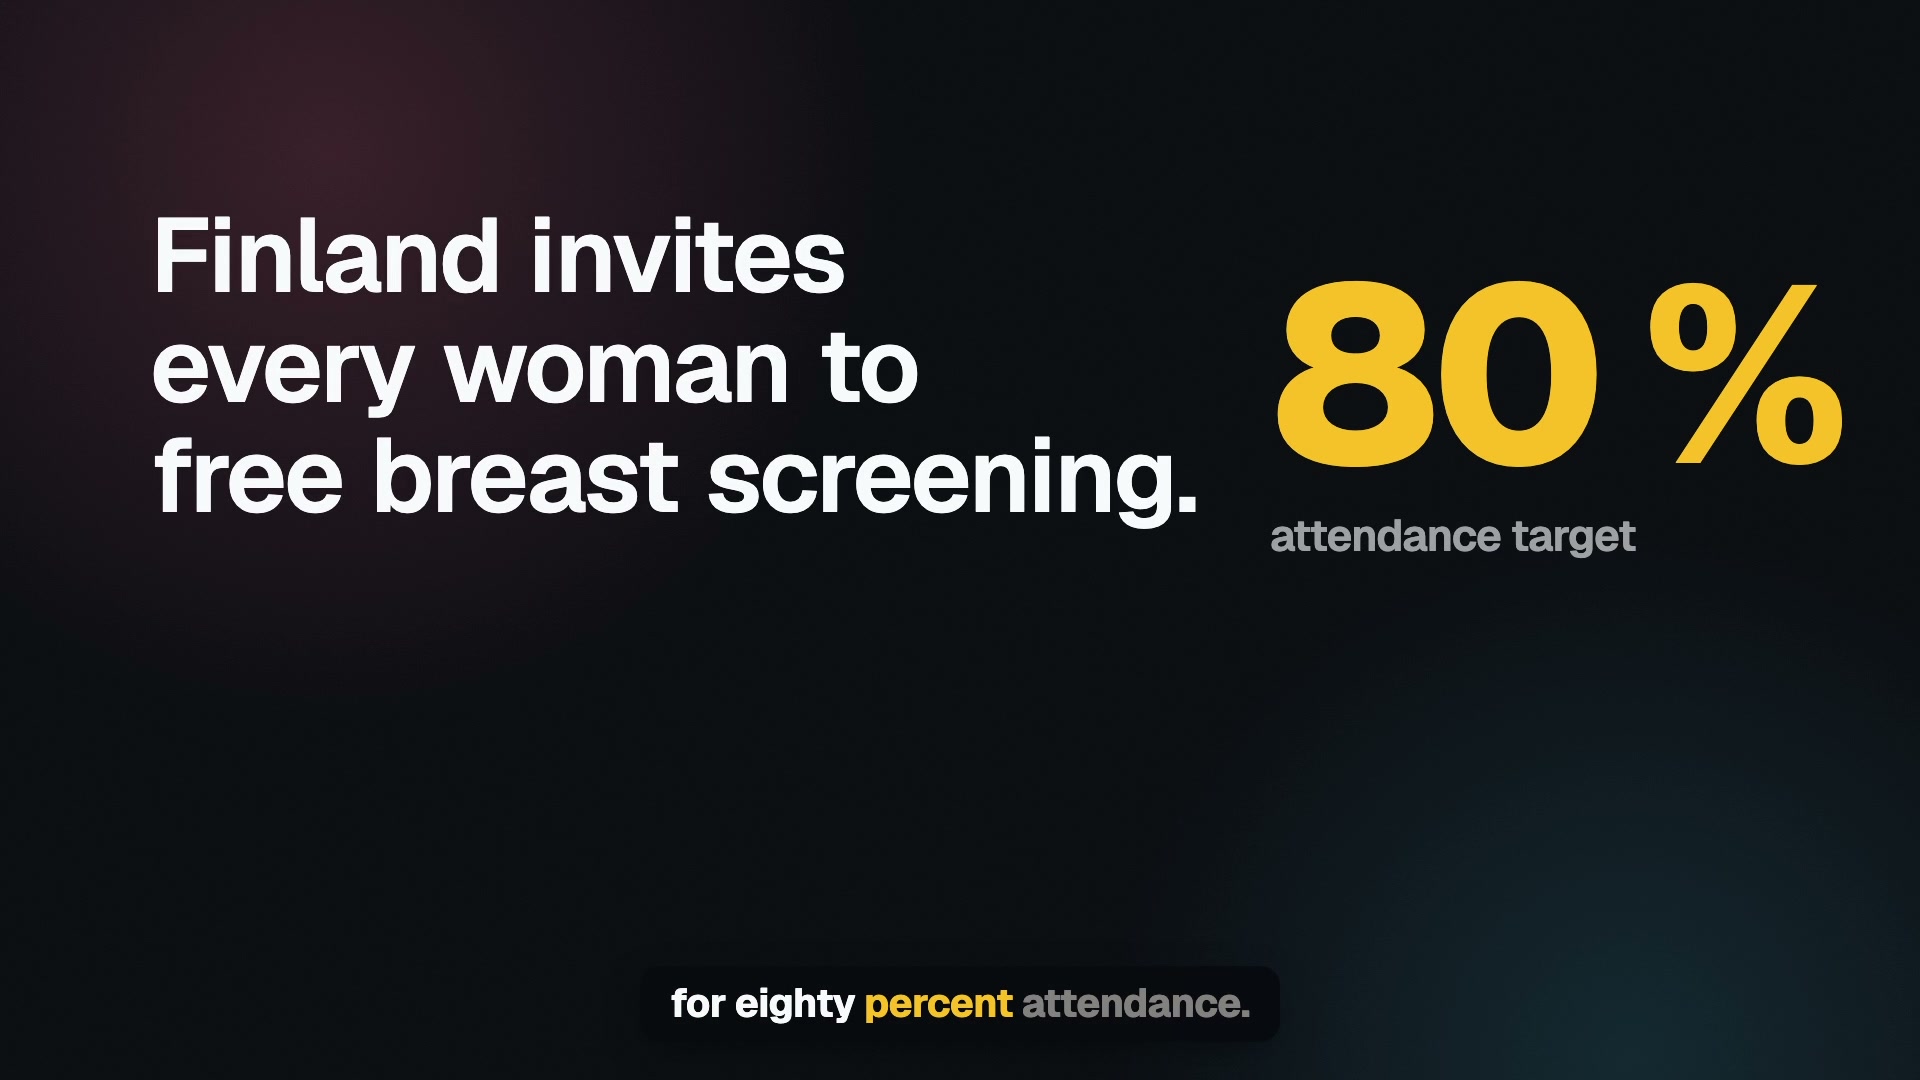 Finland invites
every woman to
free breast screening.
80 %
attendance target
for eighty percent attendance.